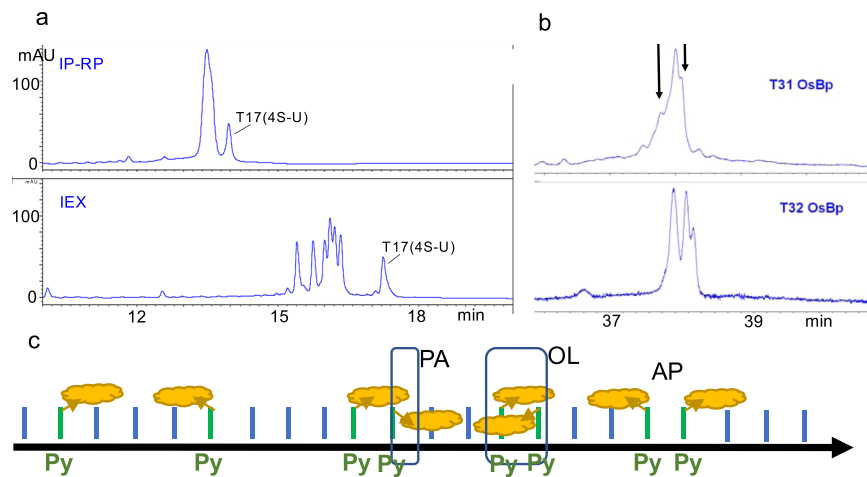 a
mAU
IP-RP
100
T17(4S-U)
0
mAU
IEX
100
T17(4S-U)
0
12
15
18
min
b
T31 OsBp
T32 OsBp
37
39
min
c
PA
OL
AP
Py
Py
Py
Py
Py
Py
Py
Py